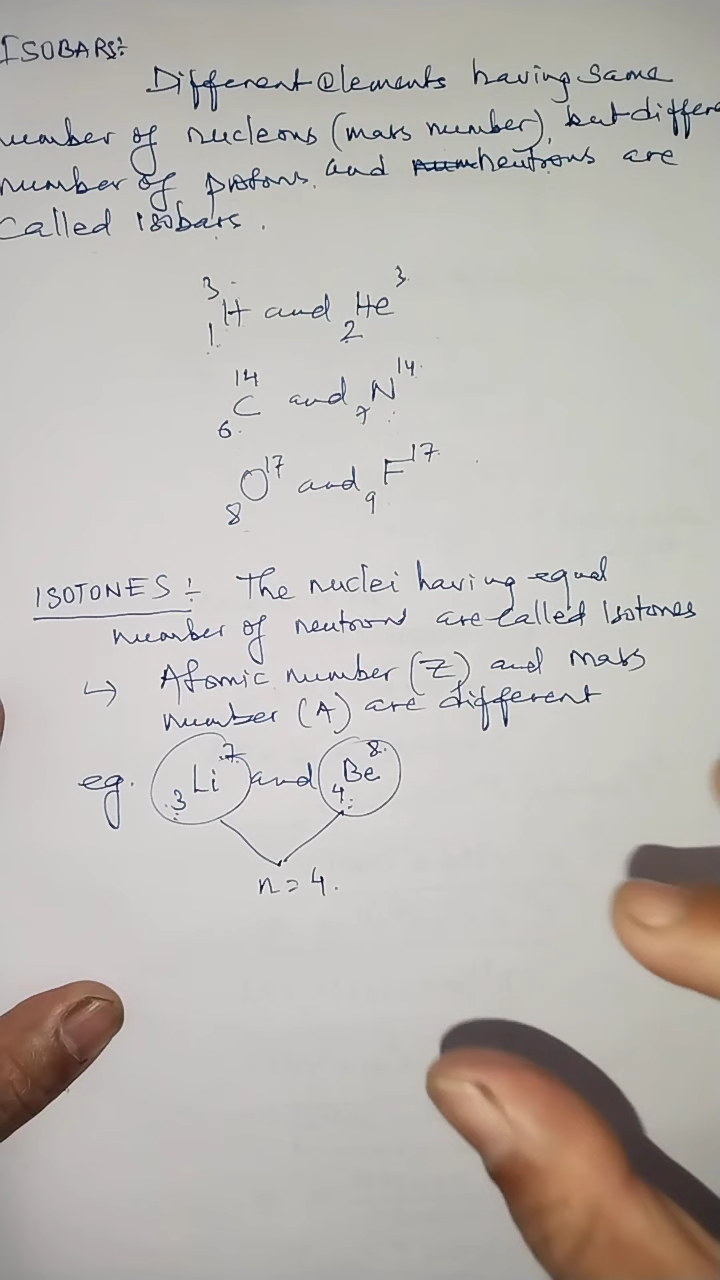 ISOBARS:-
Different elements having same
number of nucleons (mass number), but differe
number of protons and neutrons are
called isobars.
³₁H and ₂He³
¹⁴₆C and ₇N¹⁴
₈O¹⁷ and ₉F¹⁷
ISOTONES:- The nuclei having equal
number of neutrons are called Isotones
↳ Atomic number (Z) and mass
number (A) are different
eg. ₃Li⁷ and ₄Be⁸
n = 4.